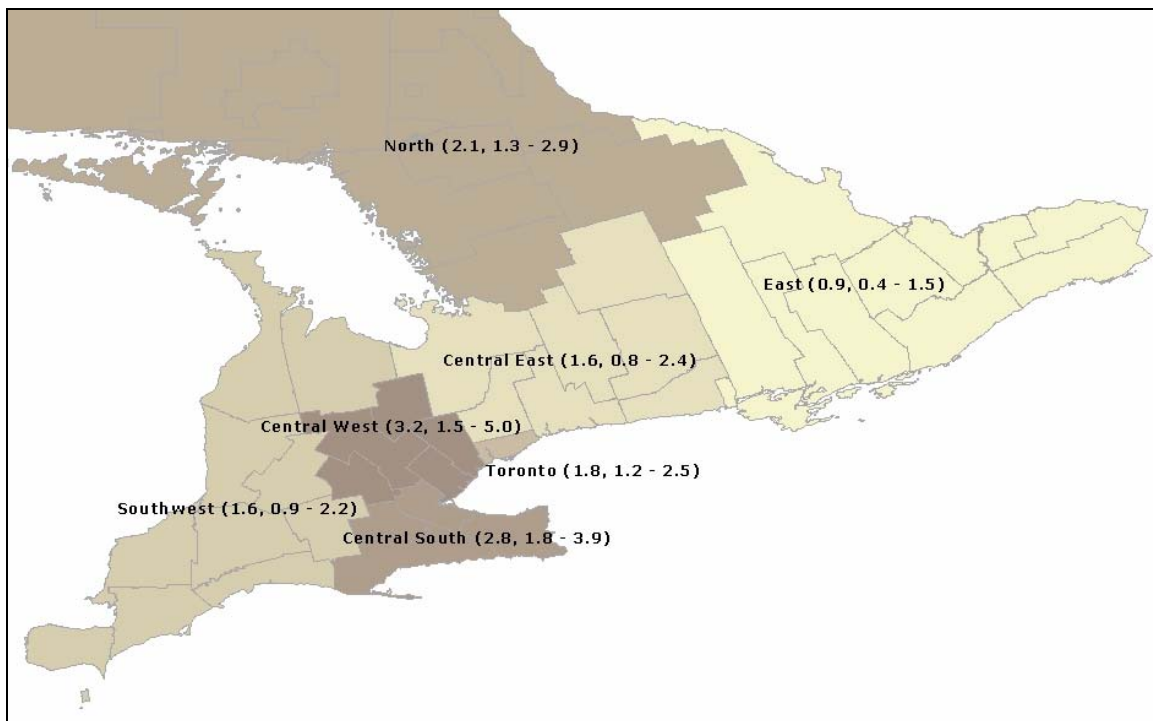 North (2.1, 1.3 - 2.9)
East (0.9, 0.4 - 1.5)
Central East (1.6, 0.8 - 2.4)
Central West (3.2, 1.5 - 5.0)
Toronto (1.8, 1.2 - 2.5)
Southwest (1.6, 0.9 - 2.2)
Central South (2.8, 1.8 - 3.9)